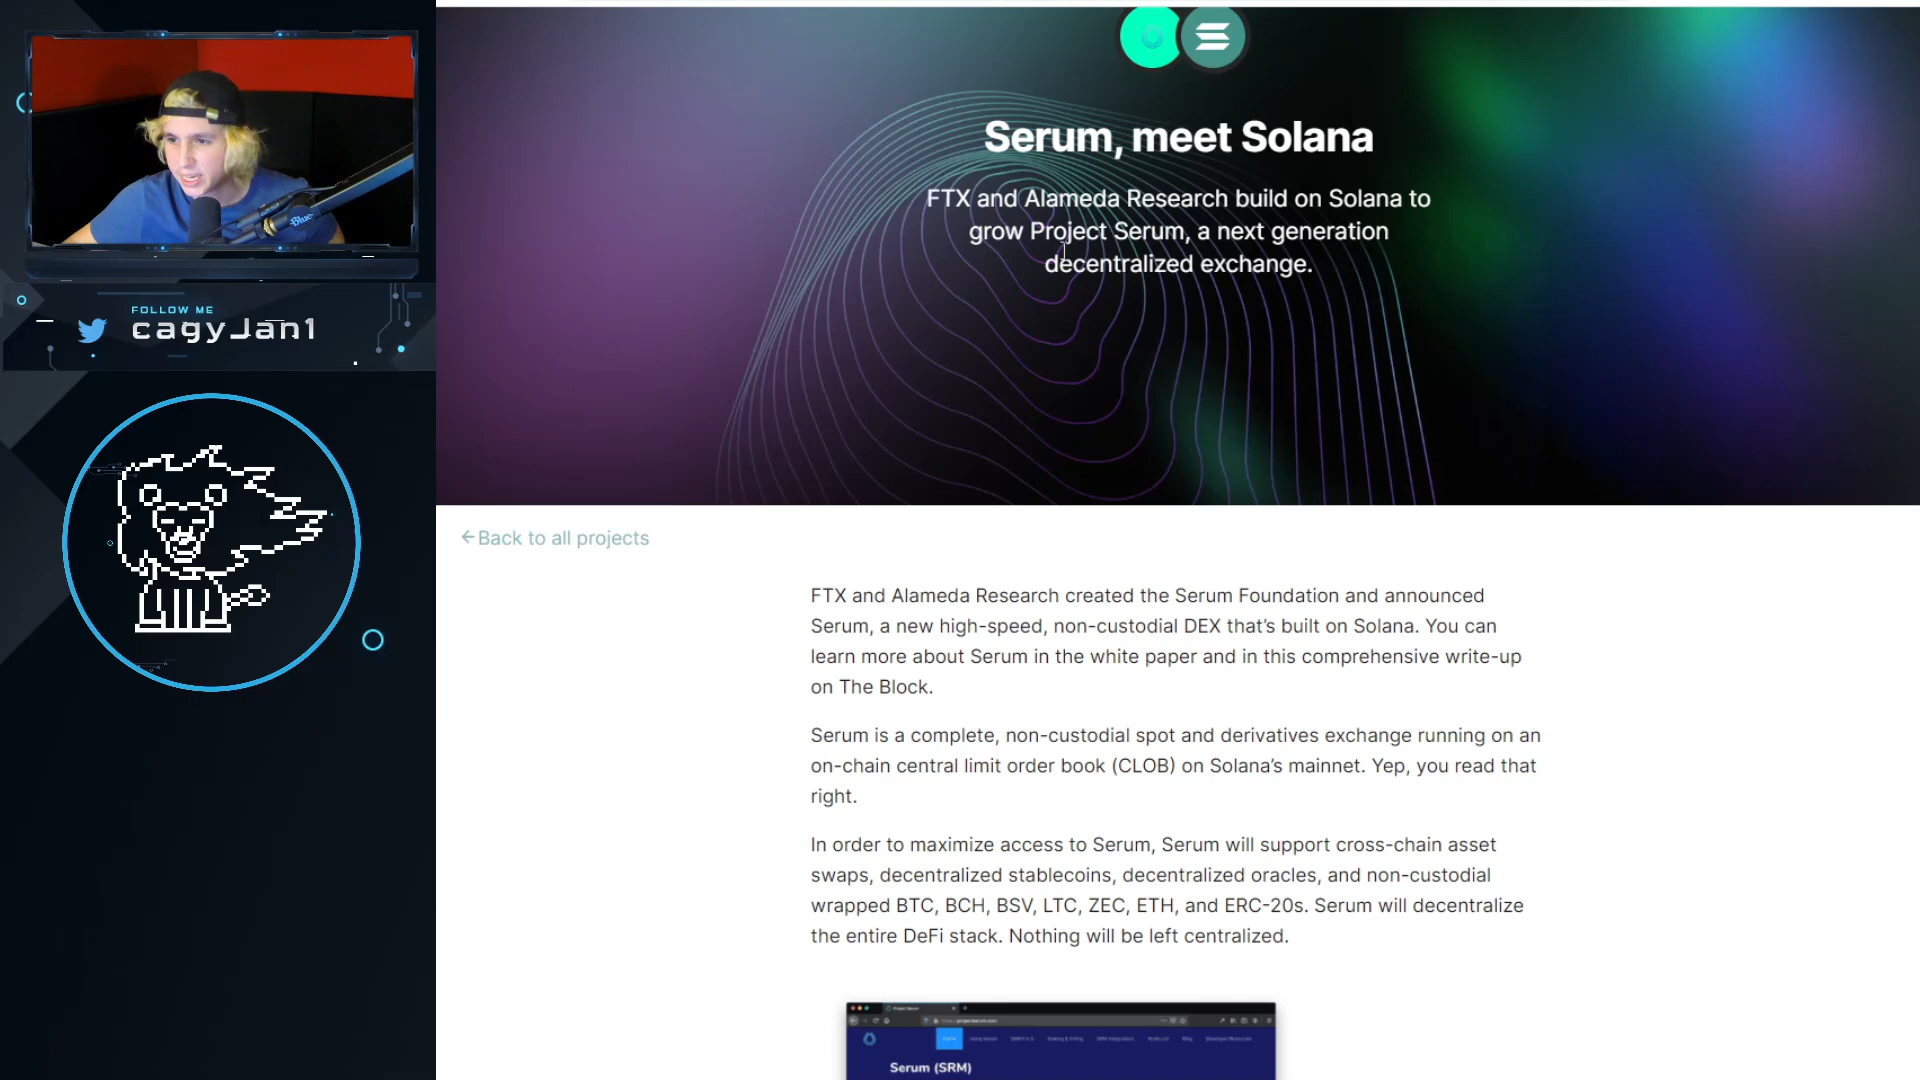 Blue
FOLLOW ME
cagyJan1
Serum, meet Solana
FTX and Alameda Research build on Solana to
grow Project Serum, a next generation
decentralized exchange.
←Back to all projects
FTX and Alameda Research created the Serum Foundation and announced
Serum, a new high-speed, non-custodial DEX that’s built on Solana. You can
learn more about Serum in the white paper and in this comprehensive write-up
on The Block.
Serum is a complete, non-custodial spot and derivatives exchange running on an
on-chain central limit order book (CLOB) on Solana’s mainnet. Yep, you read that
right.
In order to maximize access to Serum, Serum will support cross-chain asset
swaps, decentralized stablecoins, decentralized oracles, and non-custodial
wrapped BTC, BCH, BSV, LTC, ZEC, ETH, and ERC-20s. Serum will decentralize
the entire DeFi stack. Nothing will be left centralized.
Serum (SRM)